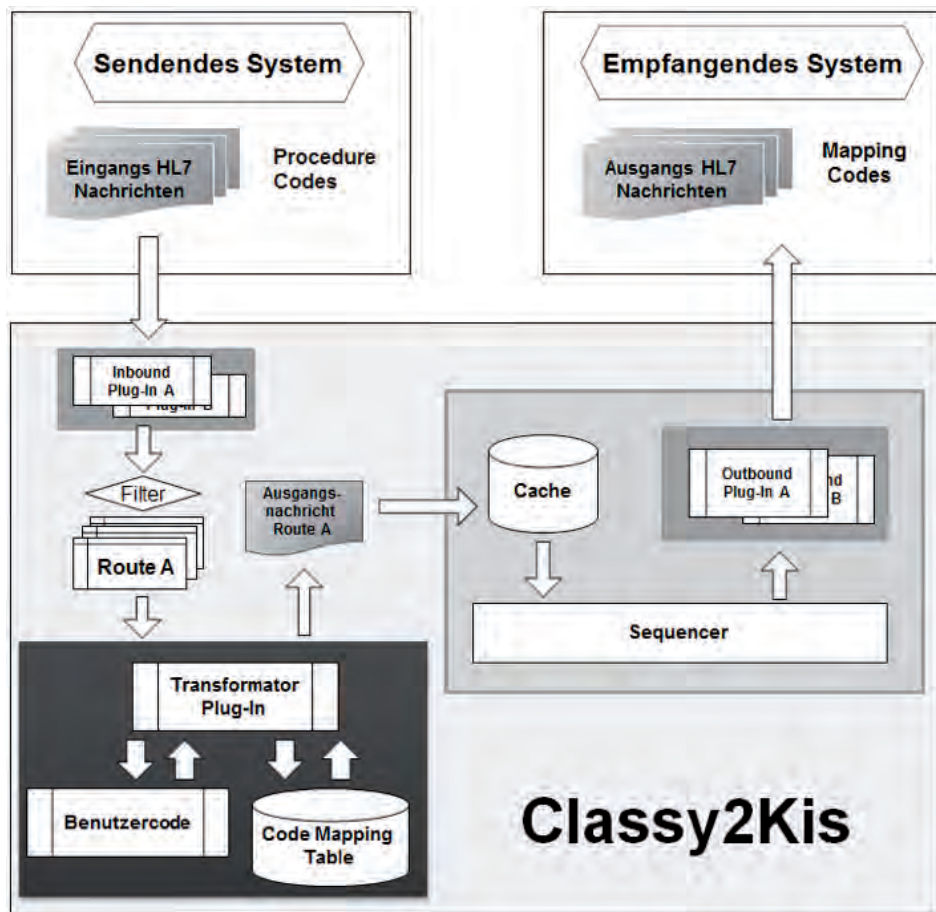 Sendendes System
Eingangs HL7
Nachrichten
Procedure
Codes
Empfangendes System
Ausgangs HL7
Nachrichten
Mapping
Codes
Inbound
Plug-In A
Filter
Route A
Ausgangs-
nachricht
Route A
Transformator
Plug-In
Benutzercode
Code Mapping
Table
Cache
Outbound
Plug-In A
nd
B
Sequencer
Classy2Kis